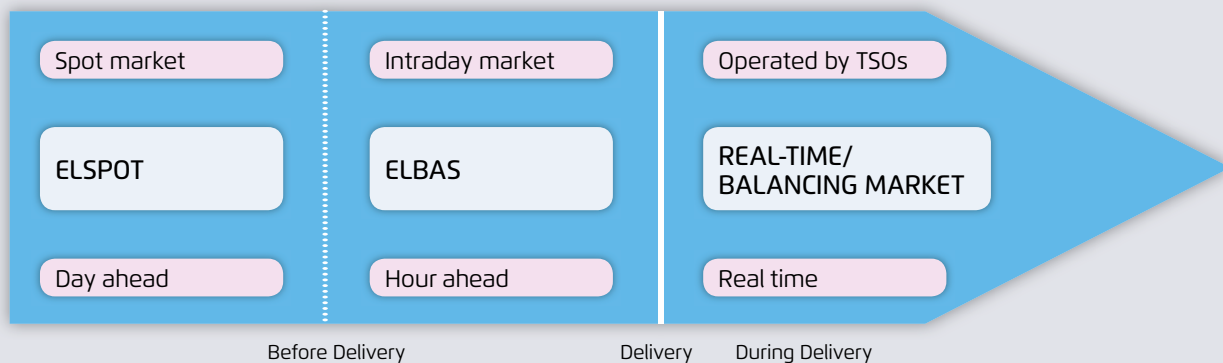 Spot market
Intraday market
Operated by TSOs
ELSPOT
ELBAS
REAL-TIME/
BALANCING MARKET
Day ahead
Hour ahead
Real time
Before Delivery
Delivery
During Delivery